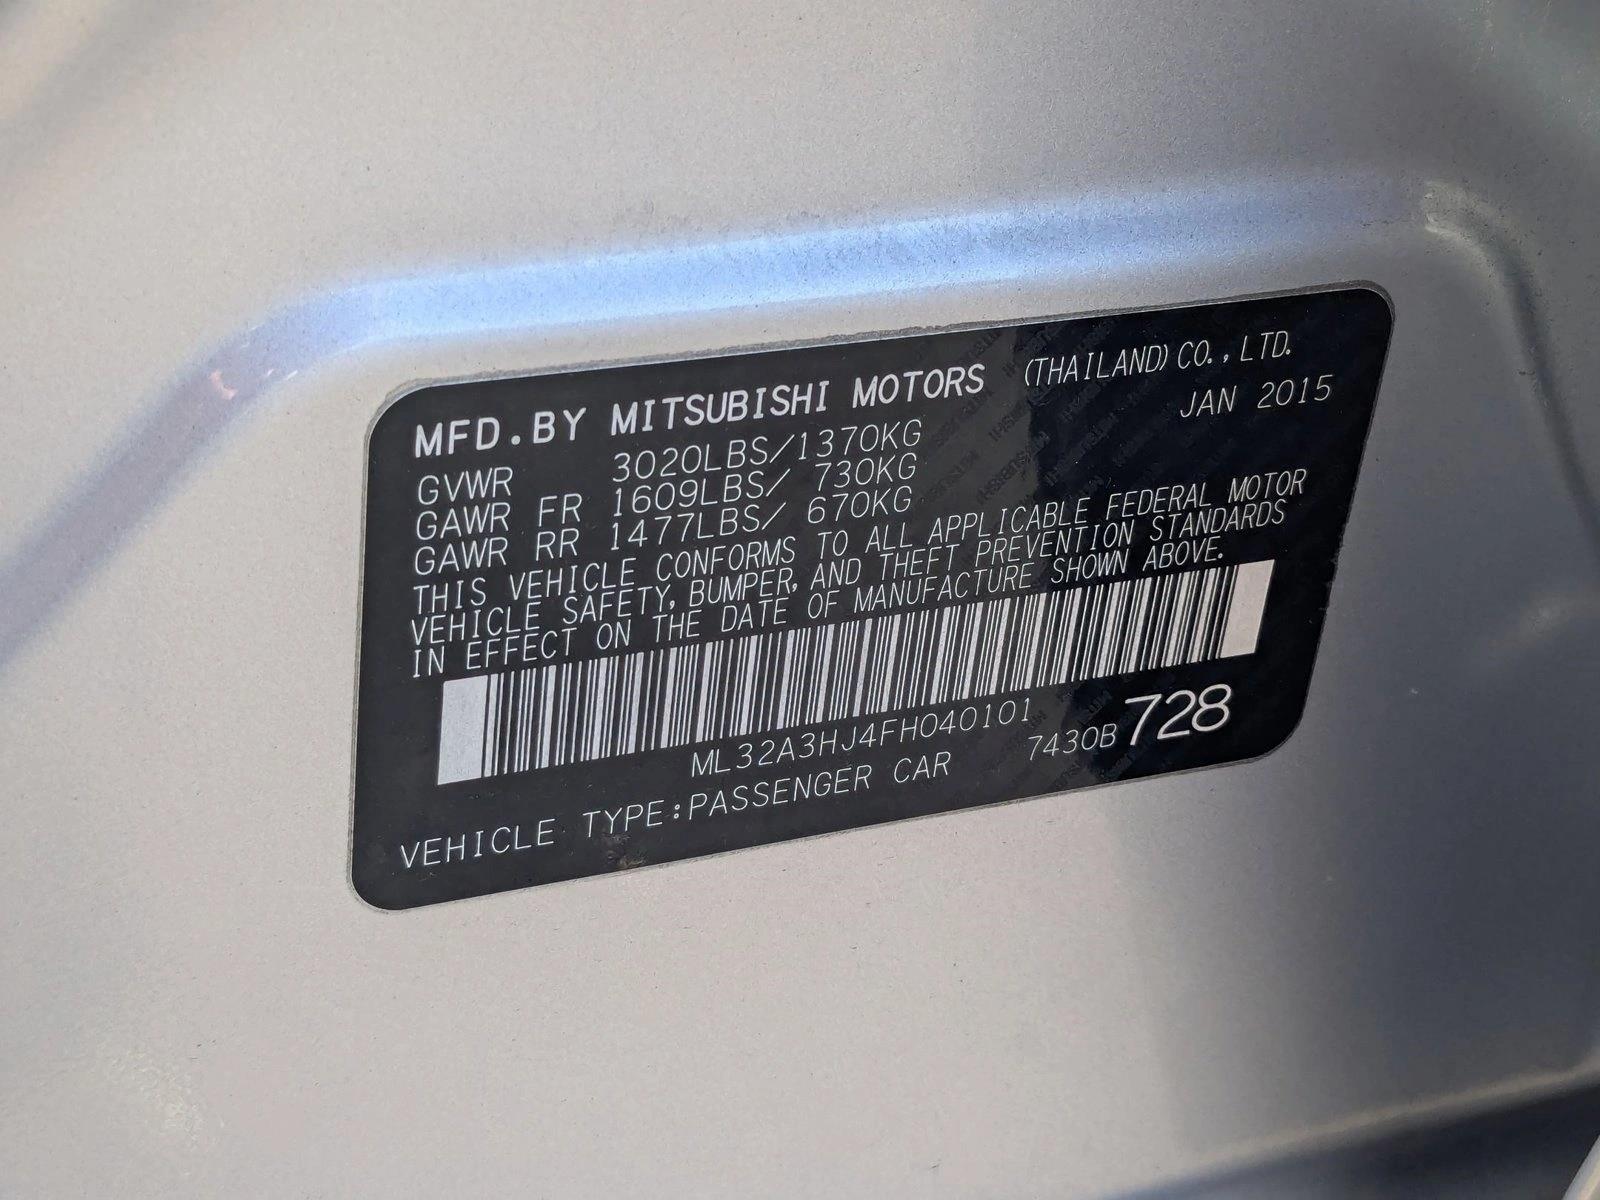 MFD.BY MITSUBISHI MOTORS (THAILAND) CO.,LTD.
JAN 2015
GVWR 3020LBS/1370KG
GAWR FR 1609LBS/ 730KG
GAWR RR 1477LBS/ 670KG
THIS VEHICLE CONFORMS TO ALL APPLICABLE FEDERAL MOTOR
VEHICLE SAFETY, BUMPER, AND THEFT PREVENTION STANDARDS
IN EFFECT ON THE DATE OF MANUFACTURE SHOWN ABOVE.
ML32A3HJ4FH040101
7430B 728
VEHICLE TYPE:PASSENGER CAR